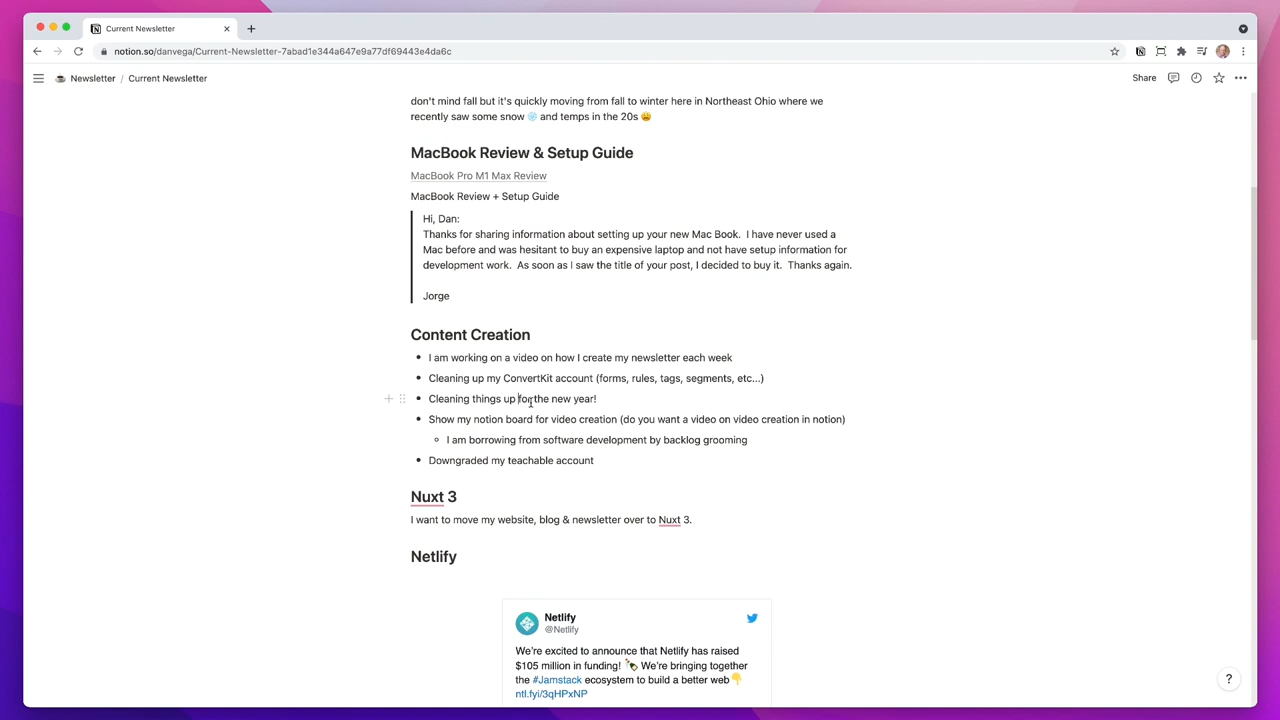 Current Newsletter
notion.so/danvega/Current-Newsletter-7abad1e344a647e9a77df69443e4da6c
Newsletter / Current Newsletter
Share
don't mind fall but it's quickly moving from fall to winter here in Northeast Ohio where we
recently saw some snow ❄️ and temps in the 20s 😩
MacBook Review & Setup Guide
MacBook Pro M1 Max Review
MacBook Review + Setup Guide
Hi, Dan:
Thanks for sharing information about setting up your new Mac Book.  I have never used a
Mac before and was hesitant to buy an expensive laptop and not have setup information for
development work.  As soon as I saw the title of your post, I decided to buy it.  Thanks again.
Jorge
Content Creation
• I am working on a video on how I create my newsletter each week
• Cleaning up my ConvertKit account (forms, rules, tags, segments, etc...)
• Cleaning things up for the new year!
• Show my notion board for video creation (do you want a video on video creation in notion)
◦ I am borrowing from software development by backlog grooming
• Downgraded my teachable account
Nuxt 3
I want to move my website, blog & newsletter over to Nuxt 3.
Netlify
Netlify
@Netlify
We're excited to announce that Netlify has raised
$105 million in funding! 🍾 We're bringing together
the #Jamstack ecosystem to build a better web👇
ntl.fyi/3qHPxNP
?